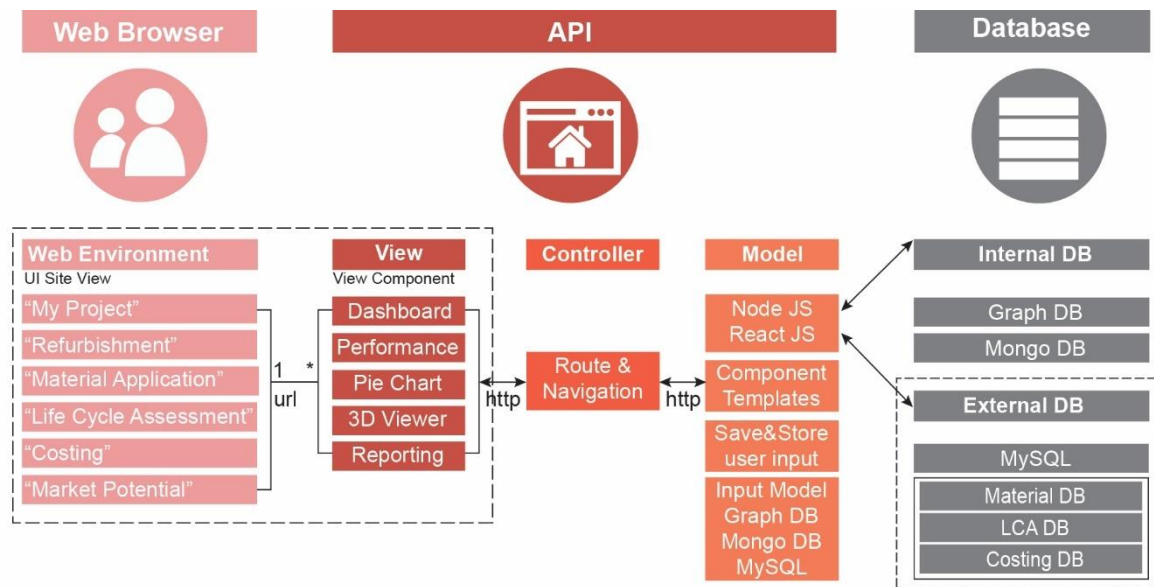 Web Browser
API
Database
Web Environment
UI Site View
“My Project”
“Refurbishment”
“Material Application”
“Life Cycle Assessment”
“Costing”
“Market Potential”
1
url
*
View
View Component
Dashboard
Performance
Pie Chart
3D Viewer
Reporting
http
Controller
Route &
Navigation
http
Model
Node JS
React JS
Component
Templates
Save&Store
user input
Input Model
Graph DB
Mongo DB
MySQL
Internal DB
Graph DB
Mongo DB
External DB
MySQL
Material DB
LCA DB
Costing DB